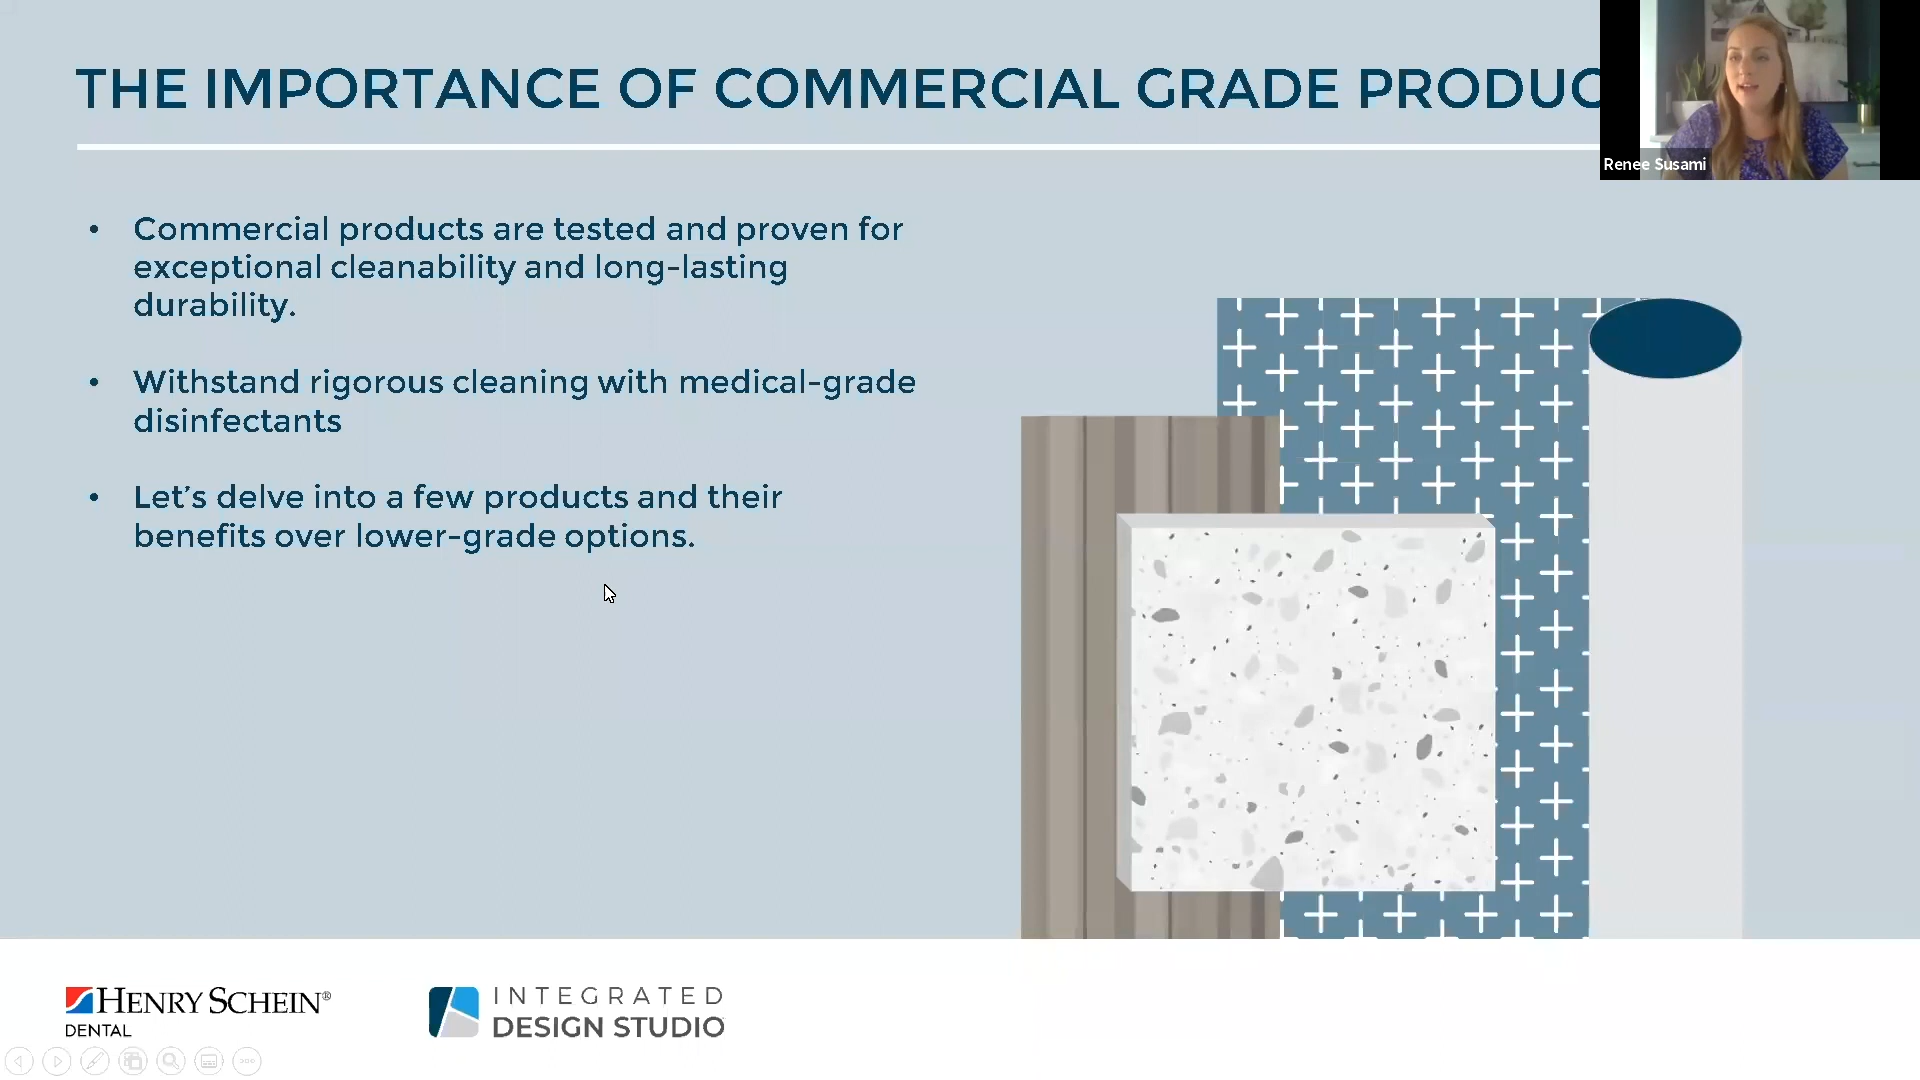 THE IMPORTANCE OF COMMERCIAL GRADE PRODUC
Renee Susami
• Commercial products are tested and proven for
exceptional cleanability and long-lasting
durability.
• Withstand rigorous cleaning with medical-grade
disinfectants
• Let’s delve into a few products and their
benefits over lower-grade options.
HENRY SCHEIN®
DENTAL
INTEGRATED
DESIGN STUDIO